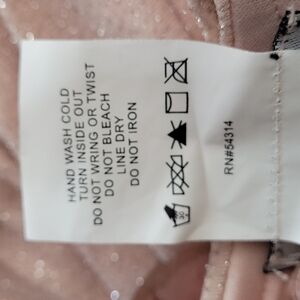 HAND WASH COLD
TURN INSIDE OUT
DO NOT WRING OR TWIST
DO NOT BLEACH
LINE DRY
DO NOT IRON
RN#54314